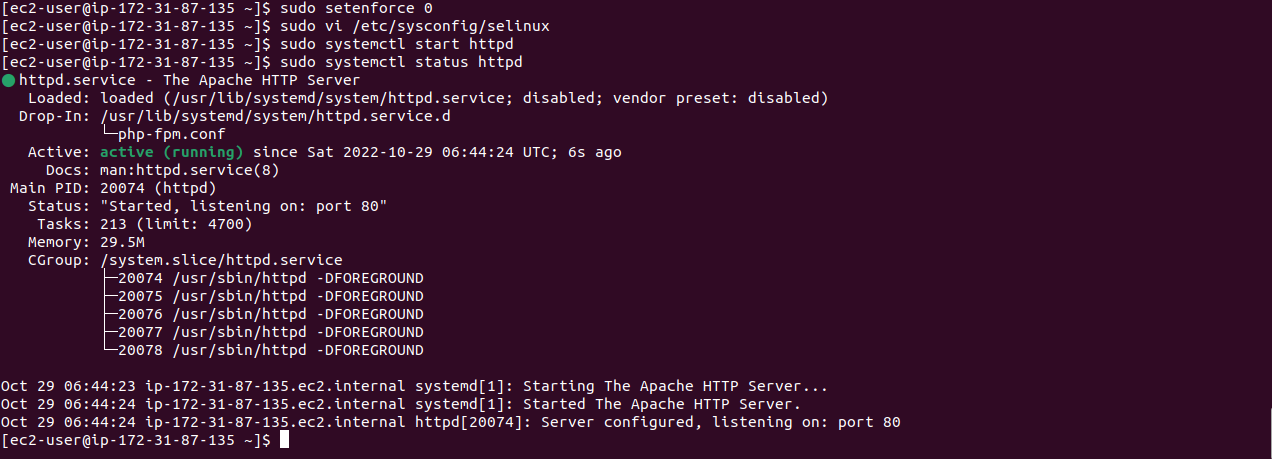 [ec2-user@ip-172-31-87-135 ~]$ sudo setenforce 0
[ec2-user@ip-172-31-87-135 ~]$ sudo vi /etc/sysconfig/selinux
[ec2-user@ip-172-31-87-135 ~]$ sudo systemctl start httpd
[ec2-user@ip-172-31-87-135 ~]$ sudo systemctl status httpd
● httpd.service - The Apache HTTP Server
   Loaded: loaded (/usr/lib/systemd/system/httpd.service; disabled; vendor preset: disabled)
  Drop-In: /usr/lib/systemd/system/httpd.service.d
           └─php-fpm.conf
   Active: active (running) since Sat 2022-10-29 06:44:24 UTC; 6s ago
     Docs: man:httpd.service(8)
 Main PID: 20074 (httpd)
   Status: "Started, listening on: port 80"
    Tasks: 213 (limit: 4700)
   Memory: 29.5M
   CGroup: /system.slice/httpd.service
           ├─20074 /usr/sbin/httpd -DFOREGROUND
           ├─20075 /usr/sbin/httpd -DFOREGROUND
           ├─20076 /usr/sbin/httpd -DFOREGROUND
           ├─20077 /usr/sbin/httpd -DFOREGROUND
           └─20078 /usr/sbin/httpd -DFOREGROUND

Oct 29 06:44:23 ip-172-31-87-135.ec2.internal systemd[1]: Starting The Apache HTTP Server...
Oct 29 06:44:24 ip-172-31-87-135.ec2.internal systemd[1]: Started The Apache HTTP Server.
Oct 29 06:44:24 ip-172-31-87-135.ec2.internal httpd[20074]: Server configured, listening on: port 80
[ec2-user@ip-172-31-87-135 ~]$